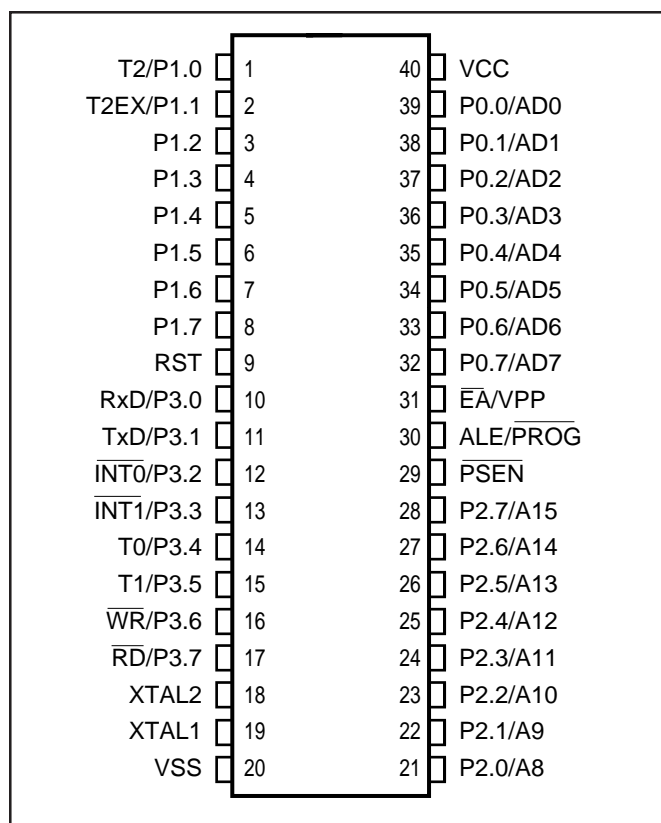 T2/P1.0 1 40 VCC
T2EX/P1.1 2 39 P0.0/AD0
P1.2 3 38 P0.1/AD1
P1.3 4 37 P0.2/AD2
P1.4 5 36 P0.3/AD3
P1.5 6 35 P0.4/AD4
P1.6 7 34 P0.5/AD5
P1.7 8 33 P0.6/AD6
RST 9 32 P0.7/AD7
RxD/P3.0 10 31 E̅A̅/VPP
TxD/P3.1 11 30 ALE/P̅R̅O̅G̅
I̅N̅T̅0̅/P3.2 12 29 P̅S̅E̅N̅
I̅N̅T̅1̅/P3.3 13 28 P2.7/A15
T0/P3.4 14 27 P2.6/A14
T1/P3.5 15 26 P2.5/A13
W̅R̅/P3.6 16 25 P2.4/A12
R̅D̅/P3.7 17 24 P2.3/A11
XTAL2 18 23 P2.2/A10
XTAL1 19 22 P2.1/A9
VSS 20 21 P2.0/A8